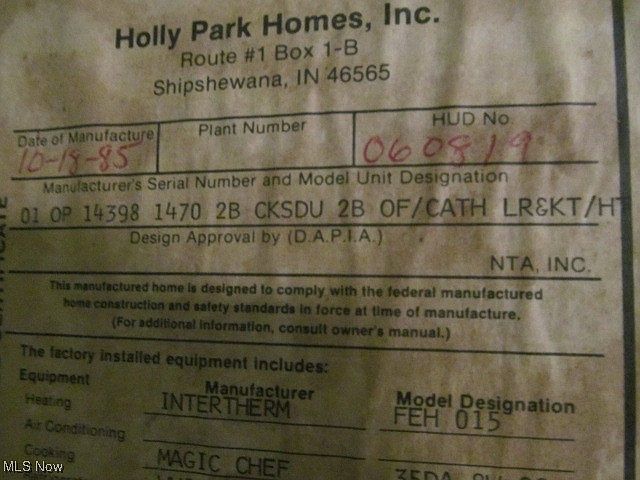 Holly Park Homes, Inc.
Route #1 Box 1-B
Shipshewana, IN 46565
Date of Manufacture Plant Number HUD No.
10-18-85 060819
Manufacturer's Serial Number and Model Unit Designation
01 OP 14398 1470 2B CKSDU 2B OF/CATH LR&KT/HT
Design Approval by (D.A.P.I.A.)
NTA, INC.
This manufactured home is designed to comply with the federal manufactured
home construction and safety standards in force at time of manufacture.
(For additional information, consult owner's manual.)
The factory installed equipment includes:
Equipment Manufacturer Model Designation
Heating INTERTHERM FEH 015
Air Conditioning
Cooking MAGIC CHEF
MLS Now